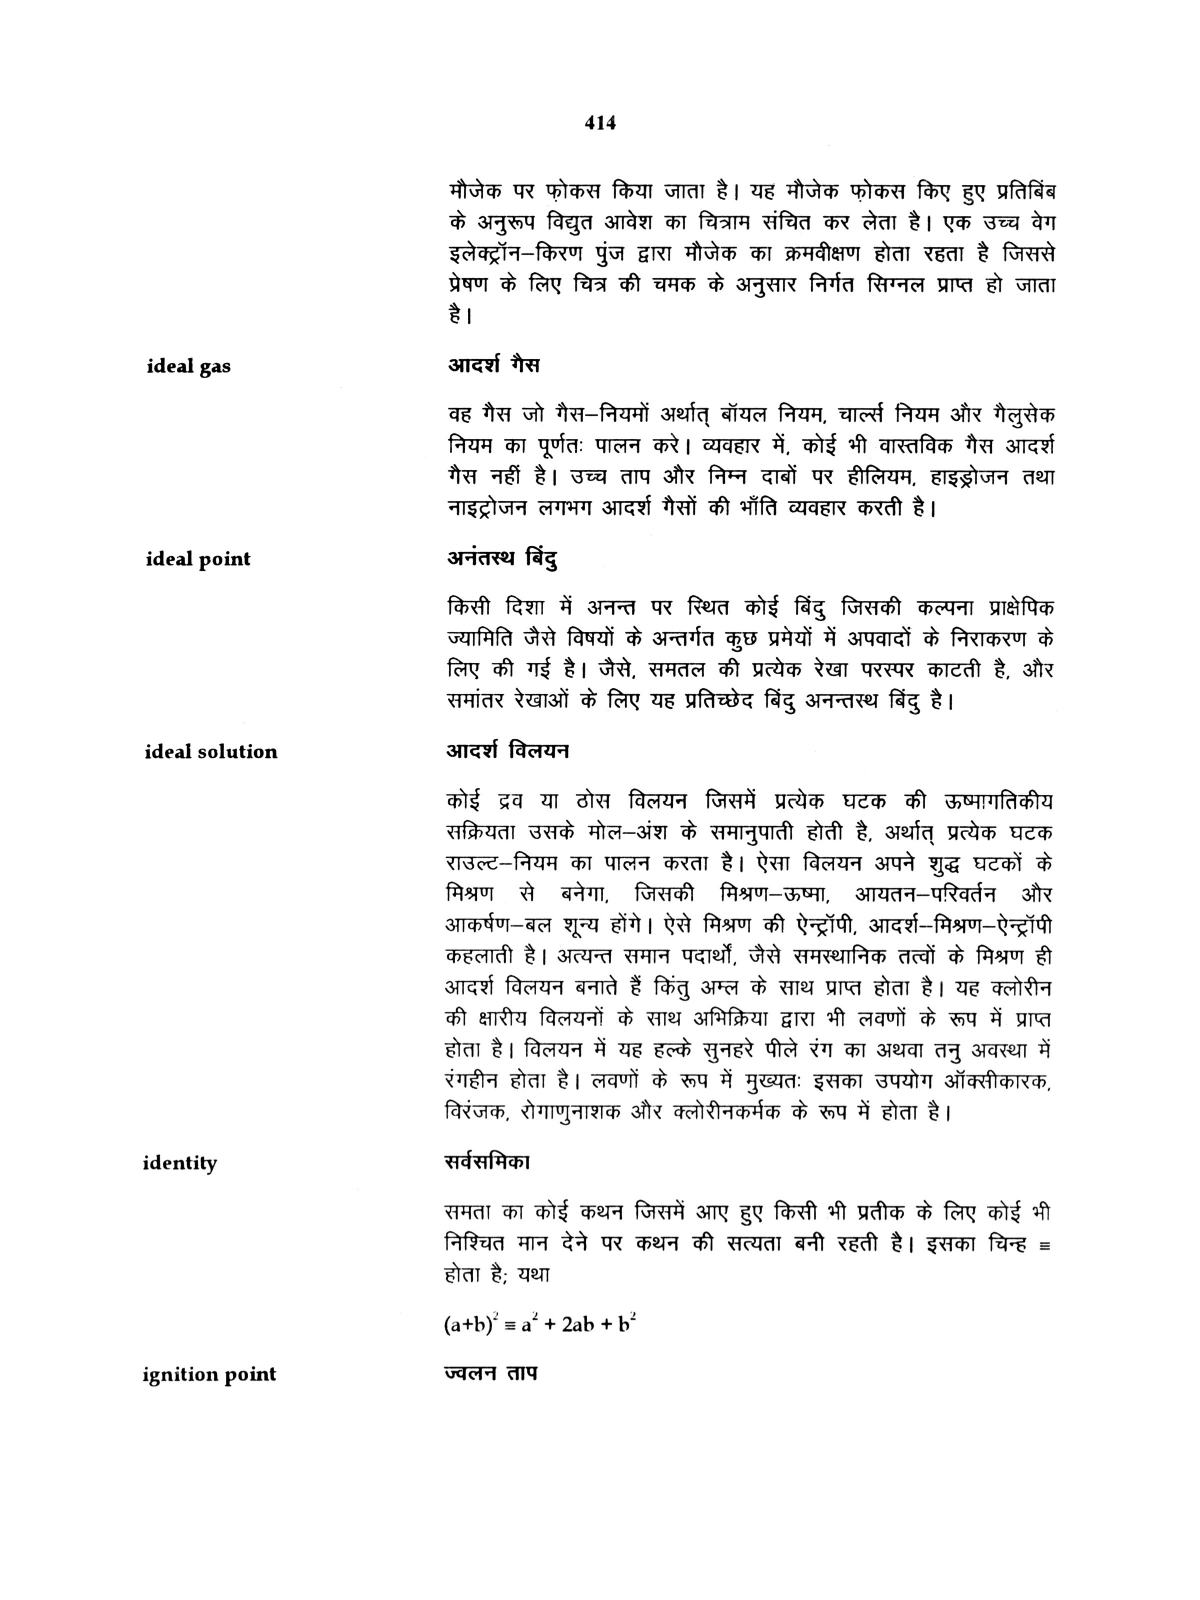 414
मौजेक पर फ़ोकस किया जाता है। यह मौजेक फ़ोकस किए हुए प्रतिबिंब
के अनुरूप विद्युत आवेश का चित्राम संचित कर लेता है। एक उच्च वेग
इलेक्ट्रॉन–किरण पुंज द्वारा मौजेक का क्रमवीक्षण होता रहता है जिससे
प्रेषण के लिए चित्र की चमक के अनुसार निर्गत सिग्नल प्राप्त हो जाता
है।
ideal gas आदर्श गैस
वह गैस जो गैस–नियमों अर्थात् बॉयल नियम, चार्ल्स नियम और गैलुसेक
नियम का पूर्णतः पालन करे। व्यवहार में, कोई भी वास्तविक गैस आदर्श
गैस नहीं है। उच्च ताप और निम्न दाबों पर हीलियम, हाइड्रोजन तथा
नाइट्रोजन लगभग आदर्श गैसों की भाँति व्यवहार करती है।
ideal point अनंतस्थ बिंदु
किसी दिशा में अनन्त पर स्थित कोई बिंदु जिसकी कल्पना प्राक्षेपिक
ज्यामिति जैसे विषयों के अन्तर्गत कुछ प्रमेयों में अपवादों के निराकरण के
लिए की गई है। जैसे, समतल की प्रत्येक रेखा परस्पर काटती है, और
समांतर रेखाओं के लिए यह प्रतिच्छेद बिंदु अनन्तस्थ बिंदु है।
ideal solution आदर्श विलयन
कोई द्रव या ठोस विलयन जिसमें प्रत्येक घटक की ऊष्मागतिकीय
सक्रियता उसके मोल–अंश के समानुपाती होती है, अर्थात् प्रत्येक घटक
राउल्ट–नियम का पालन करता है। ऐसा विलयन अपने शुद्ध घटकों के
मिश्रण से बनेगा, जिसकी मिश्रण–ऊष्मा, आयतन–परिवर्तन और
आकर्षण–बल शून्य होंगे। ऐसे मिश्रण की ऐन्ट्रॉपी, आदर्श–मिश्रण–ऐन्ट्रॉपी
कहलाती है। अत्यन्त समान पदार्थों, जैसे समस्थानिक तत्वों के मिश्रण ही
आदर्श विलयन बनाते हैं किंतु अम्ल के साथ प्राप्त होता है। यह क्लोरीन
की क्षारीय विलयनों के साथ अभिक्रिया द्वारा भी लवणों के रूप में प्राप्त
होता है। विलयन में यह हल्के सुनहरे पीले रंग का अथवा तनु अवस्था में
रंगहीन होता है। लवणों के रूप में मुख्यतः इसका उपयोग ऑक्सीकारक,
विरंजक, रोगाणुनाशक और क्लोरीनकर्मक के रूप में होता है।
identity सर्वसमिका
समता का कोई कथन जिसमें आए हुए किसी भी प्रतीक के लिए कोई भी
निश्चित मान देने पर कथन की सत्यता बनी रहती है। इसका चिन्ह ≡
होता है; यथा
(a+b)² ≡ a² + 2ab + b²
ignition point ज्वलन ताप